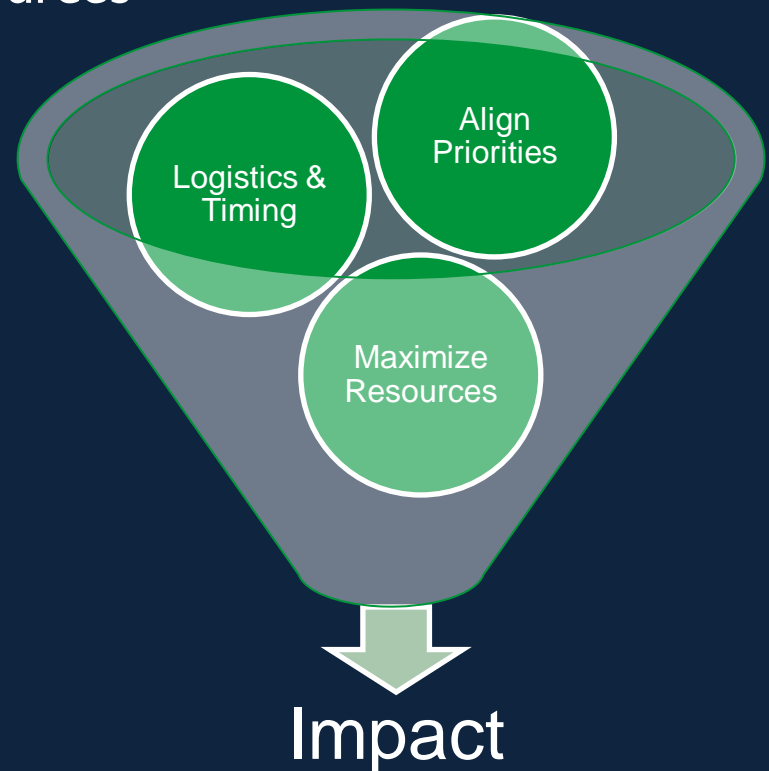 Align
Priorities
Logistics &
Timing
Maximize
Resources
Impact